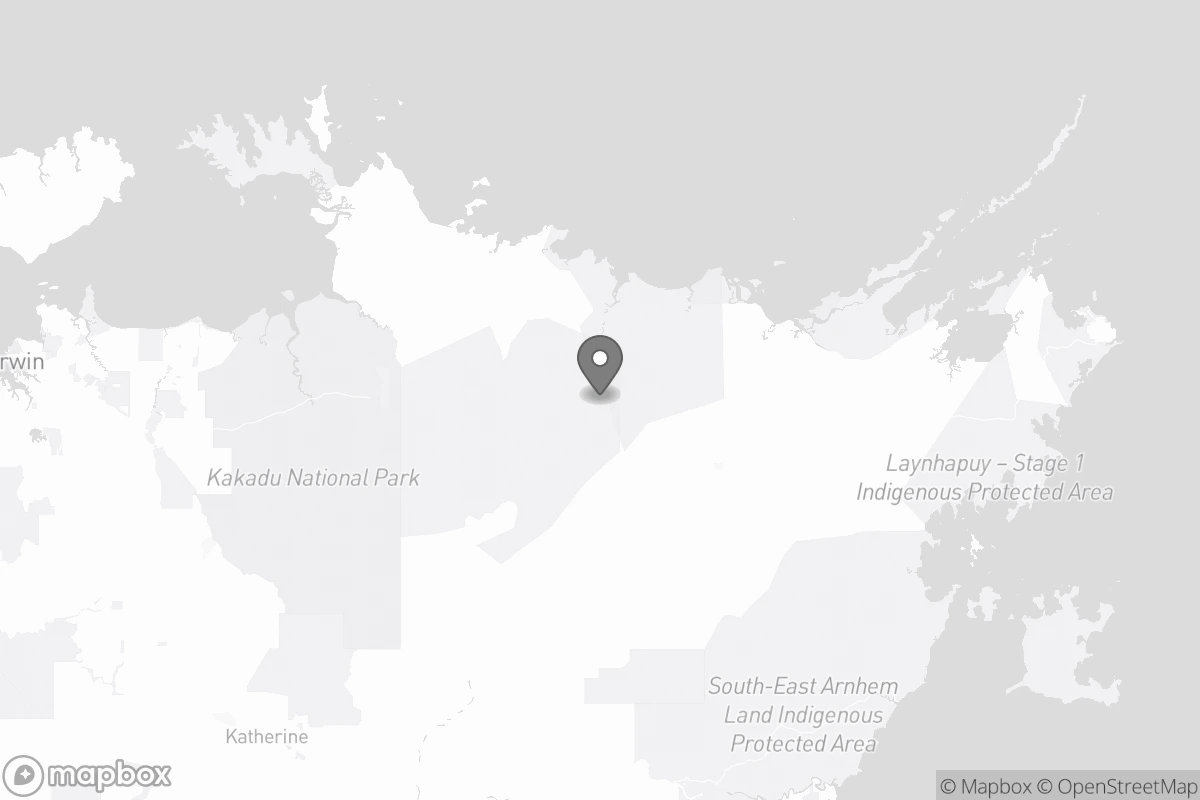 rwin
Kakadu National Park
Laynhapuy – Stage 1
Indigenous Protected Area
South-East Arnhem
Land Indigenous
Protected Area
Katherine
mapbox
© Mapbox © OpenStreetMap